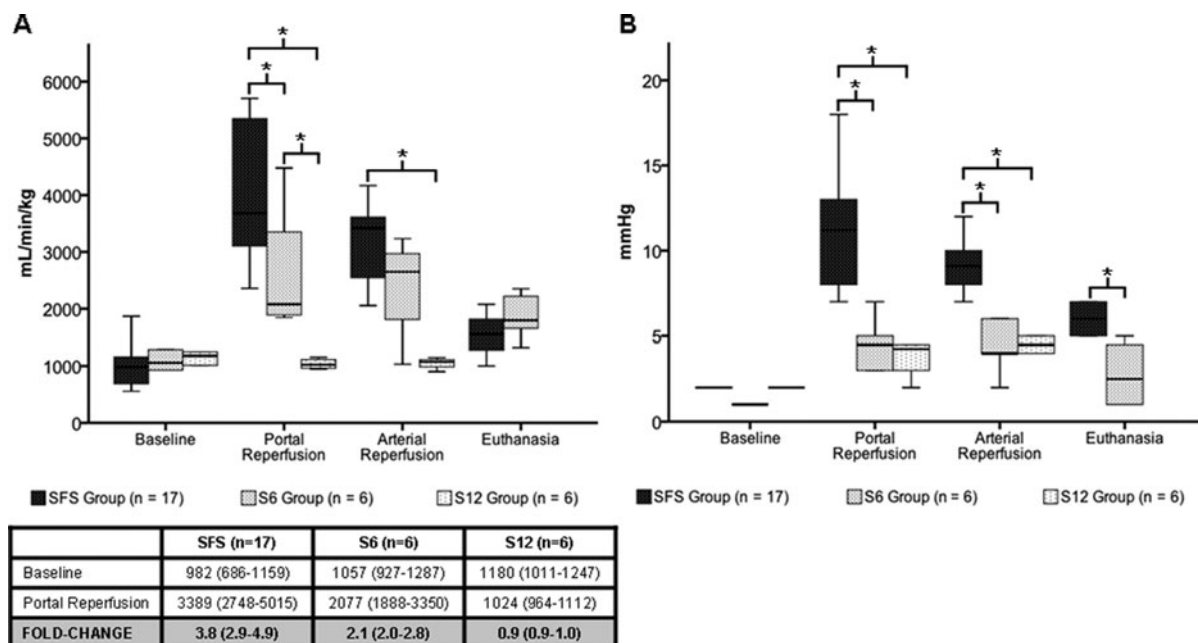 A
mL/min/kg
6000
5000
4000
3000
2000
1000
0
* * * *
Baseline Portal Reperfusion Arterial Reperfusion Euthanasia
SFS Group (n = 17) S6 Group (n = 6) S12 Group (n = 6)
B
mmHg
20
15
10
5
0
* * * * *
Baseline Portal Reperfusion Arterial Reperfusion Euthanasia
SFS Group (n = 17) S6 Group (n = 6) S12 Group (n = 6)
SFS (n=17) S6 (n=6) S12 (n=6)
Baseline 982 (686-1159) 1057 (927-1287) 1180 (1011-1247)
Portal Reperfusion 3389 (2748-5015) 2077 (1888-3350) 1024 (964-1112)
FOLD-CHANGE 3.8 (2.9-4.9) 2.1 (2.0-2.8) 0.9 (0.9-1.0)